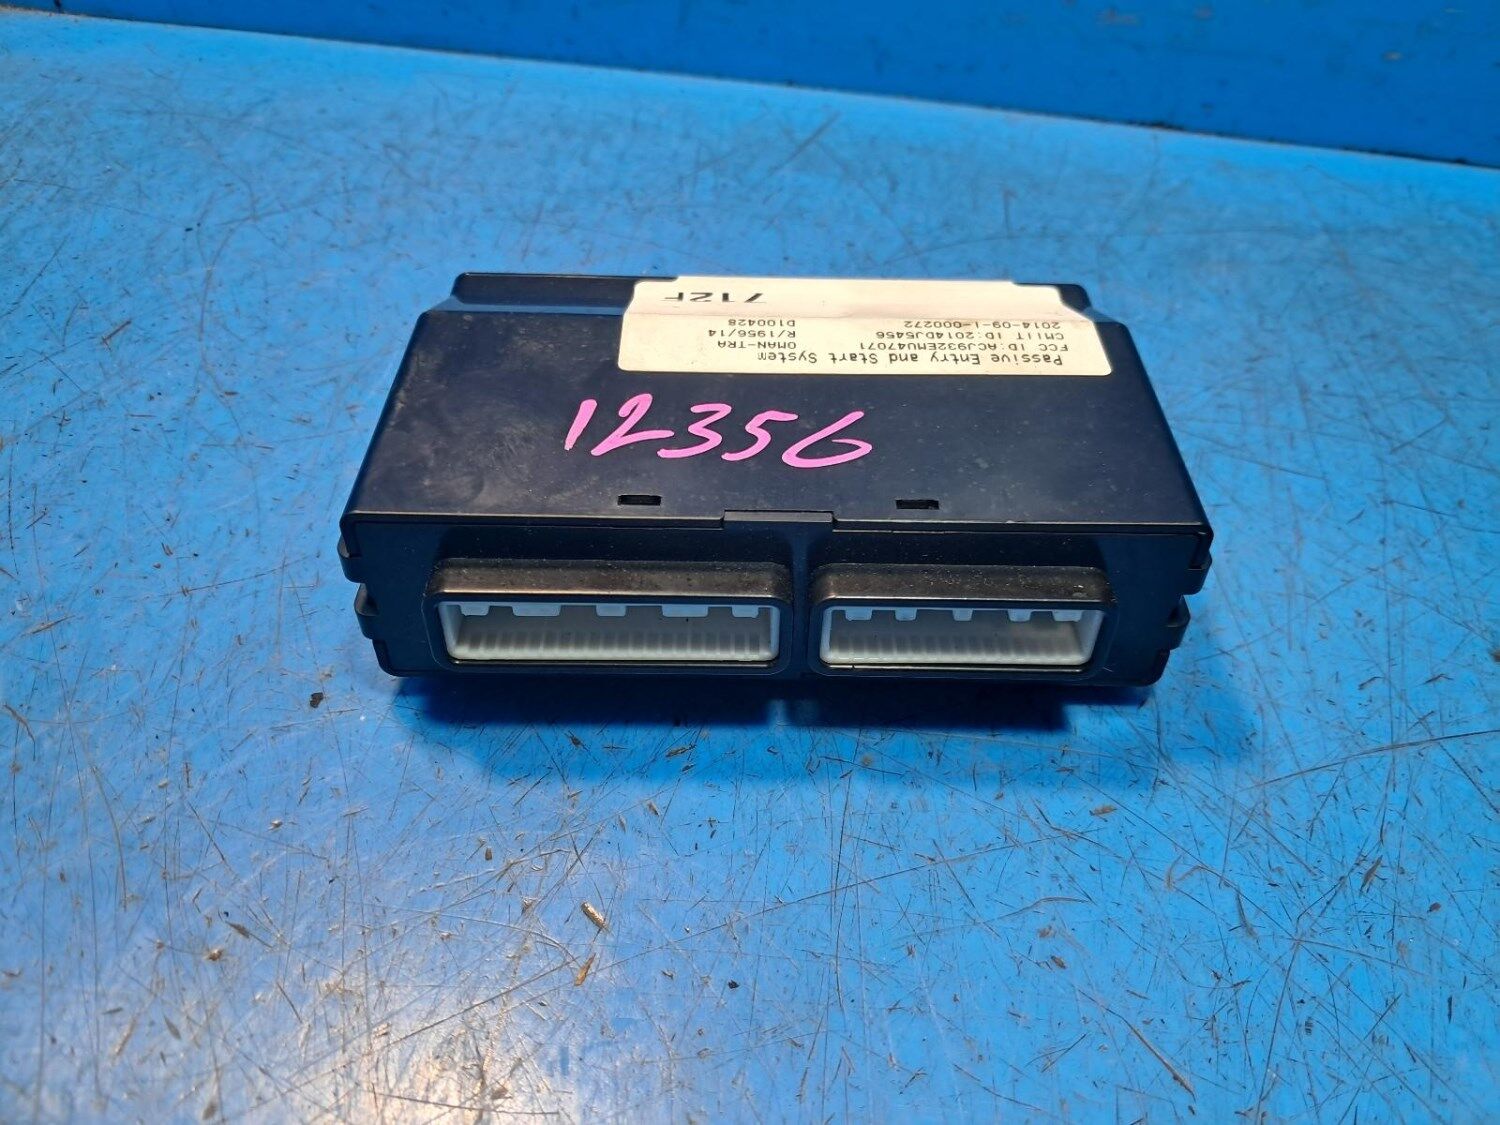 Passive Entry and Start System
FCC ID:ACJ932EMU47071
CMIIT ID:2014DJ5456
2014-09-I-000272
OMAN-TRA
R/1956/14
D100428
712F
12356